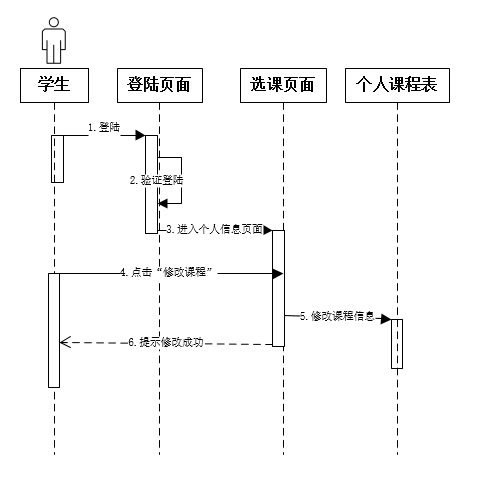 学生
登陆页面
选课页面
个人课程表
1.登陆
2.验证登陆
3.进入个人信息页面
4.点击“修改课程”
5.修改课程信息
6.提示修改成功